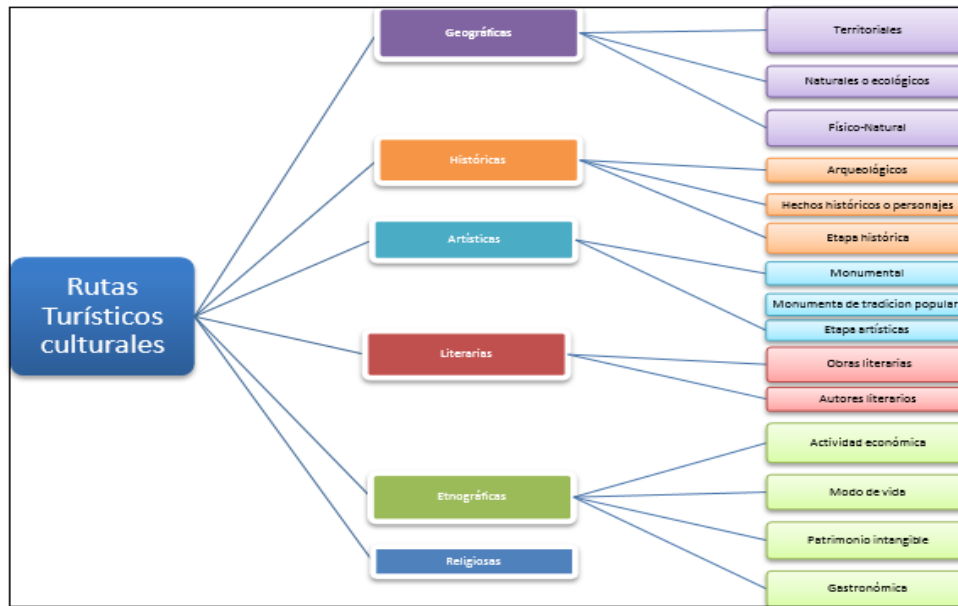 Rutas
Turísticos
culturales
Geográficas
Territoriales
Naturales o ecológicos
Físico-Natural
Históricas
Arqueológicos
Hechos históricos o personajes
Etapa histórica
Artísticas
Monumental
Monumenta de tradicion popular
Etapa artísticas
Literarias
Obras literarias
Autores literarios
Etnográficas
Actividad económica
Modo de vida
Patrimonio intangible
Gastronómica
Religiosas